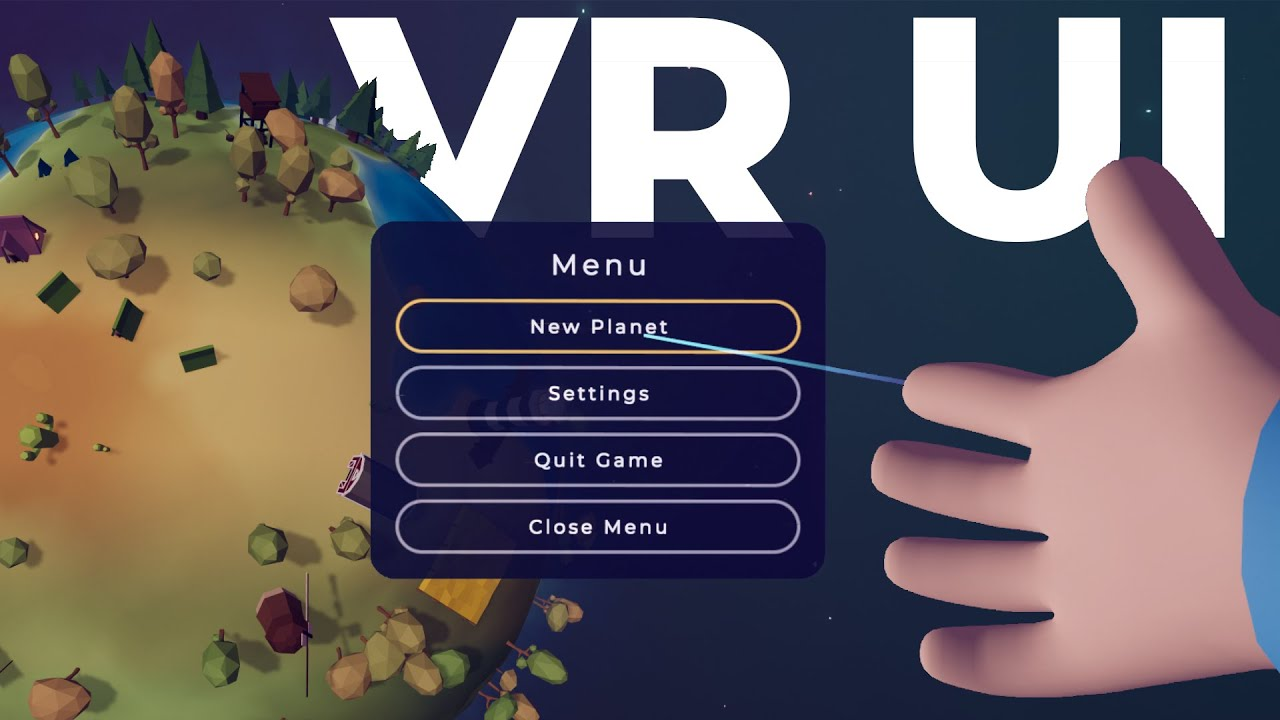 VR UI
Menu
New Planet
Settings
Quit Game
Close Menu